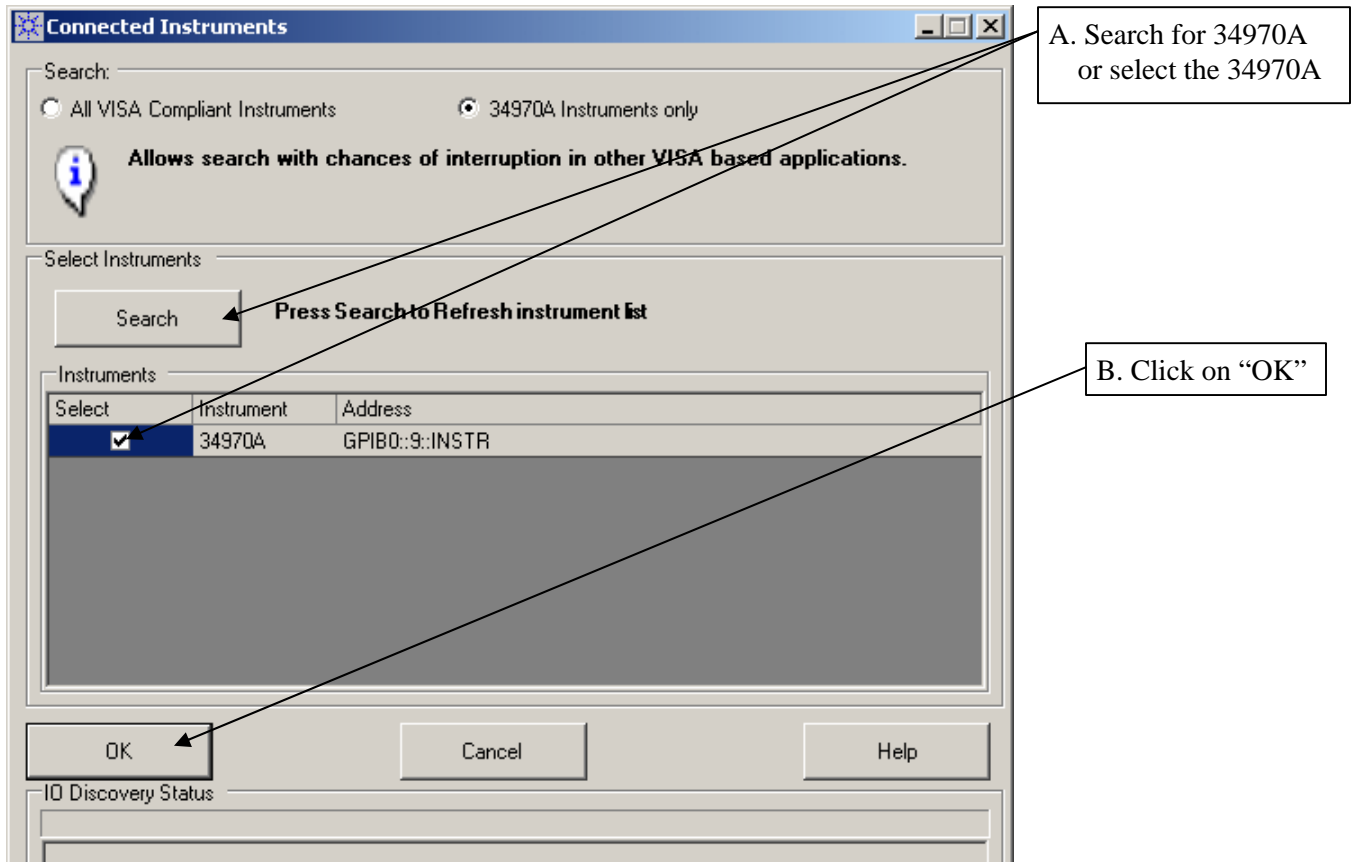 Connected Instruments
A. Search for 34970A
or select the 34970A
Search:
All VISA Compliant Instruments
34970A Instruments only
Allows search with chances of interruption in other VISA based applications.
Select Instruments
Search
Press Search to Refresh instrument list
B. Click on “OK”
Instruments
Select Instrument Address
34970A GPIB0::9::INSTR
OK
Cancel
Help
IO Discovery Status